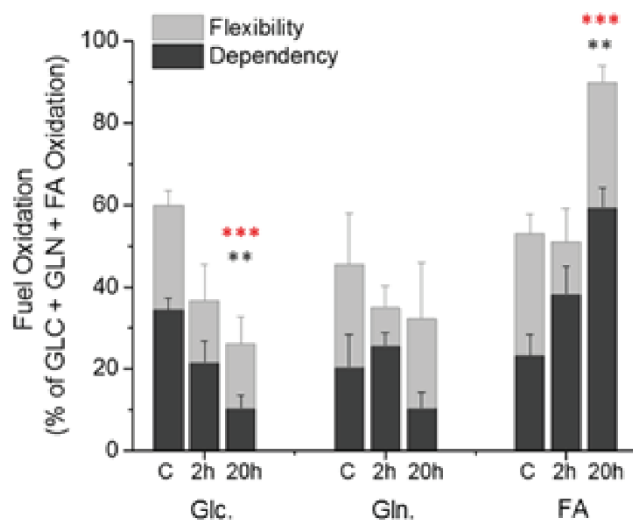 Flexibility
Dependency
***
**
***
**
100
80
60
40
20
0
Fuel Oxidation
(% of GLC + GLN + FA Oxidation)
C 2h 20h C 2h 20h C 2h 20h
Glc. Gln. FA